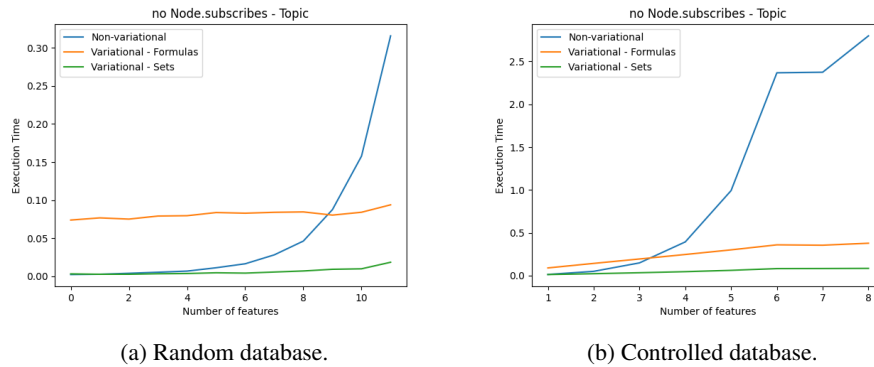 no Node.subscribes - Topic
Non-variational
Variational - Formulas
Variational - Sets
Execution Time
0.30
0.25
0.20
0.15
0.10
0.05
0.00
0 2 4 6 8 10
Number of features
(a) Random database.
no Node.subscribes - Topic
Non-variational
Variational - Formulas
Variational - Sets
Execution Time
2.5
2.0
1.5
1.0
0.5
0.0
1 2 3 4 5 6 7 8
Number of features
(b) Controlled database.